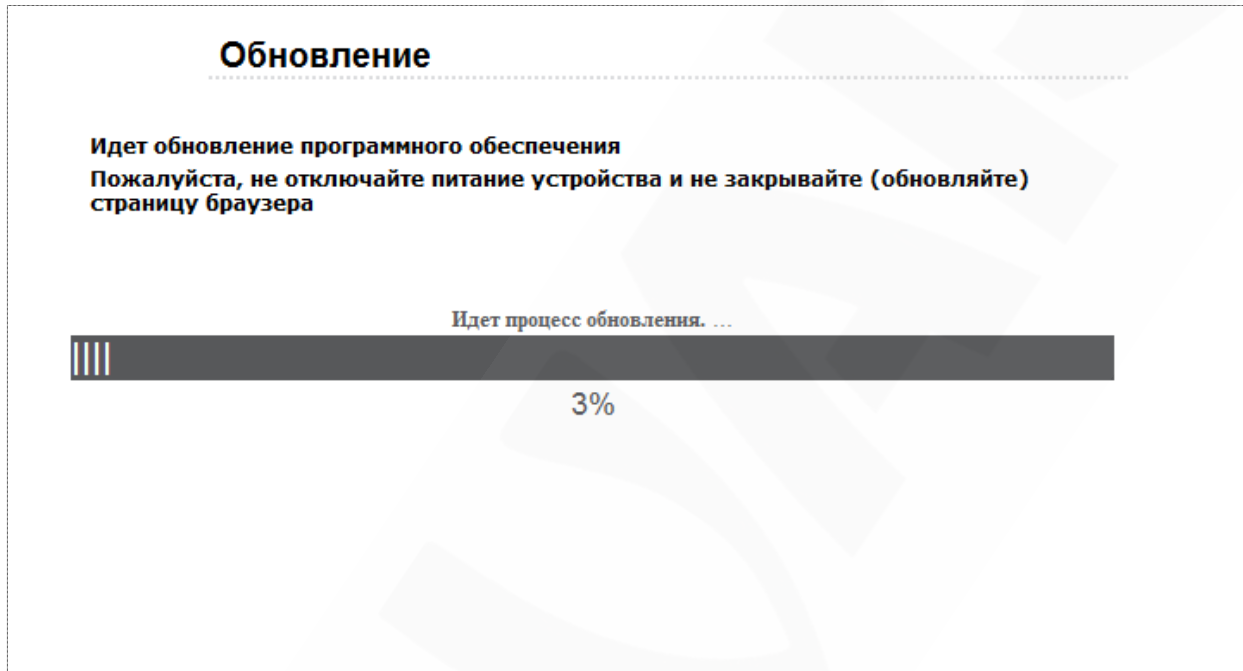 Обновление
Идет обновление программного обеспечения
Пожалуйста, не отключайте питание устройства и не закрывайте (обновляйте)
страницу браузера
Идет процесс обновления. ...
3%